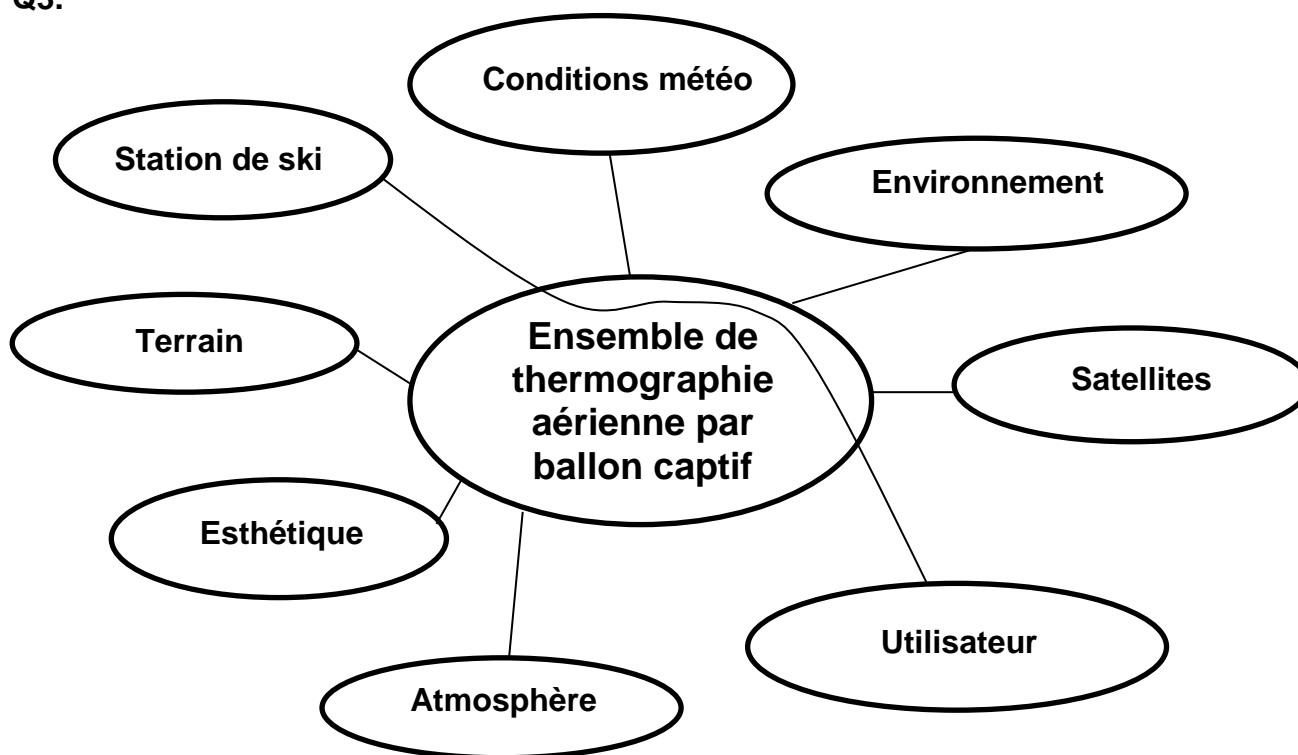 Q3.
Conditions météo
Station de ski
Environnement
Terrain
Ensemble de
thermographie
aérienne par
ballon captif
Satellites
Esthétique
Utilisateur
Atmosphère